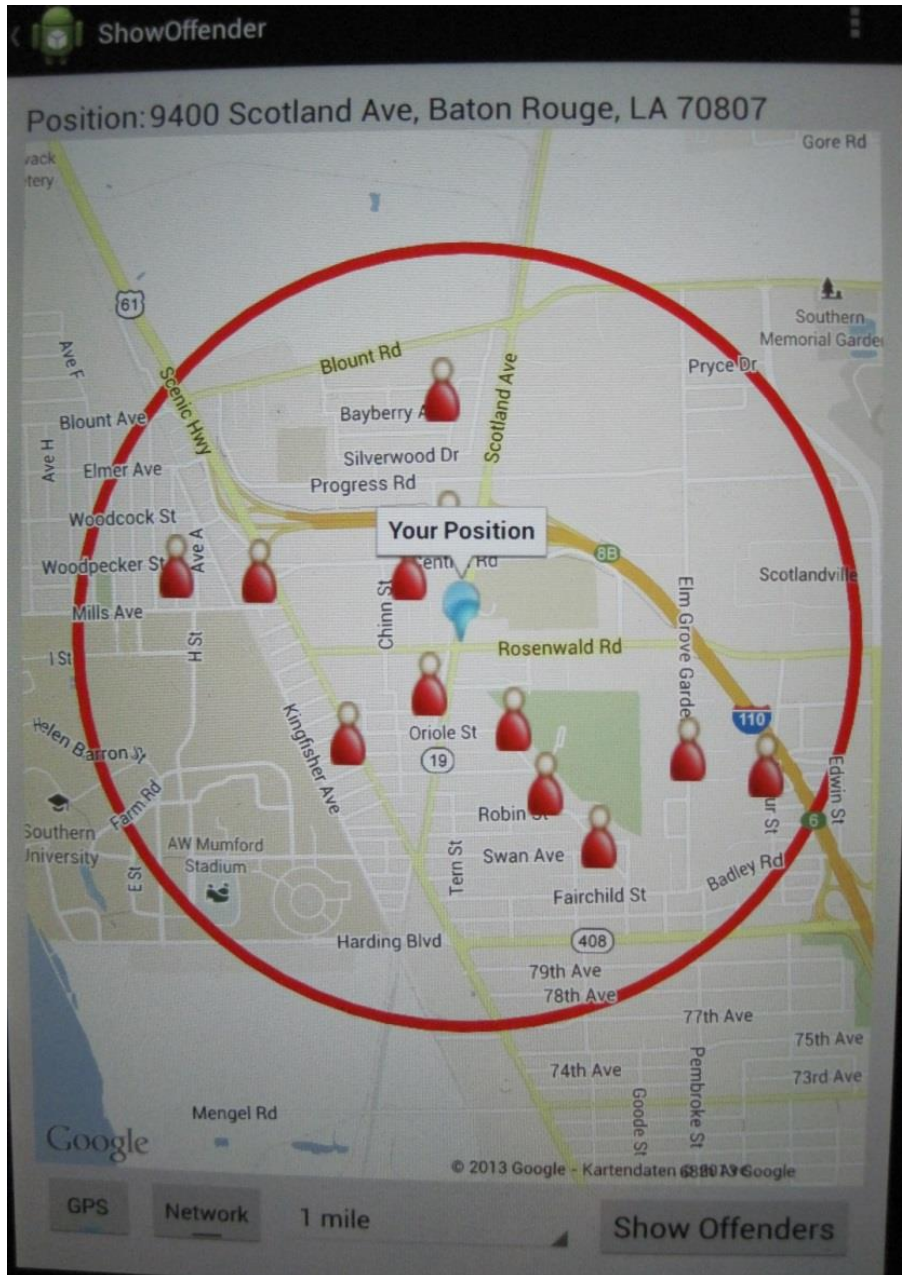 ShowOffender
Position: 9400 Scotland Ave, Baton Rouge, LA 70807
Gore Rd
61
Southern
Memorial Garde
Ave F
Blount Rd
Pryce Dr
Scenic Hwy
Scotland Ave
Blount Ave
Bayberry A
Ave H
Elmer Ave
Silverwood Dr
Progress Rd
Woodcock St
Your Position
Ave A
8B
Woodpecker St
Scotlandville
Mills Ave
Chinn St
Elm Grove Garde
H St
I St
Rosenwald Rd
110
Kingfisher Ave
Oriole St
19
Helen Barron
Edwin St
Farm Rd
Robin St
ur St
6
Southern
University
AW Mumford
Stadium
E St
Tern St
Swan Ave
Badley Rd
Fairchild St
Harding Blvd
408
79th Ave
78th Ave
77th Ave
75th Ave
74th Ave
73rd Ave
Pembroke St
Goode St
Mengel Rd
Google
© 2013 Google - Kartendaten
Google
GPS
Network
1 mile
Show Offenders